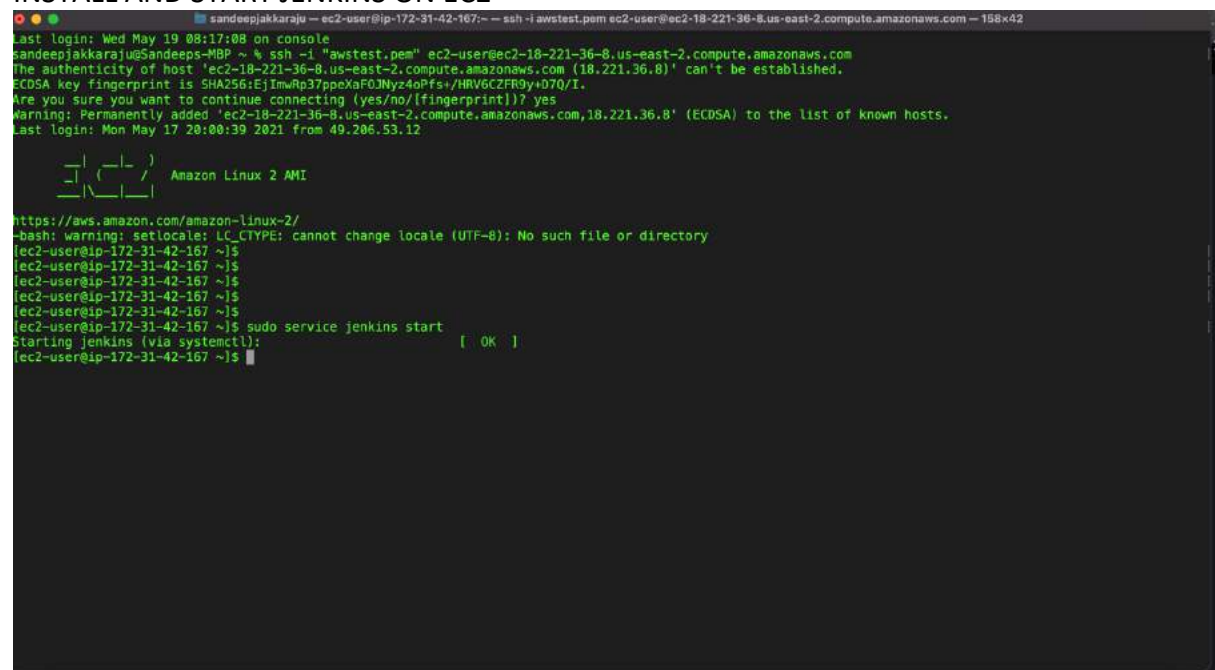 INSTALL AND START JENKINS ON EC2
sandeepjakkaraju — ec2-user@ip-172-31-42-167:~ — ssh -i awstest.pem ec2-user@ec2-18-221-36-8.us-east-2.compute.amazonaws.com — 158×42
Last login: Wed May 19 08:17:08 on console
sandeepjakkaraju@Sandeeps-MBP ~ % ssh -i "awstest.pem" ec2-user@ec2-18-221-36-8.us-east-2.compute.amazonaws.com
The authenticity of host 'ec2-18-221-36-8.us-east-2.compute.amazonaws.com (18.221.36.8)' can't be established.
ECDSA key fingerprint is SHA256:EjImwRp37ppeXaFOJNyz4oPfs+/HRV6CZFR9y+D7Q/I.
Are you sure you want to continue connecting (yes/no/[fingerprint])? yes
Warning: Permanently added 'ec2-18-221-36-8.us-east-2.compute.amazonaws.com,18.221.36.8' (ECDSA) to the list of known hosts.
Last login: Mon May 17 20:00:39 2021 from 49.206.53.12
__| __|_ )
_| ( / Amazon Linux 2 AMI
___|\___|___|
https://aws.amazon.com/amazon-linux-2/
-bash: warning: setlocale: LC_CTYPE: cannot change locale (UTF-8): No such file or directory
[ec2-user@ip-172-31-42-167 ~]$
[ec2-user@ip-172-31-42-167 ~]$
[ec2-user@ip-172-31-42-167 ~]$
[ec2-user@ip-172-31-42-167 ~]$
[ec2-user@ip-172-31-42-167 ~]$
[ec2-user@ip-172-31-42-167 ~]$ sudo service jenkins start
Starting jenkins (via systemctl): [ OK ]
[ec2-user@ip-172-31-42-167 ~]$